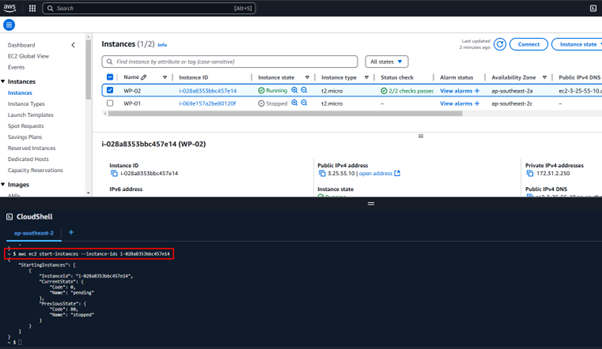 aws
Search
[Alt+S]
Dashboard
EC2 Global View
Events
Instances
Instances
Instance Types
Launch Templates
Spot Requests
Savings Plans
Reserved Instances
Dedicated Hosts
Capacity Reservations
Images
AMIs
Instances (1/2) Info
Last updated
2 minutes ago
Connect
Instance state
Find Instance by attribute or tag (case-sensitive)
All states
Name Instance ID Instance state Instance type Status check Alarm status Availability Zone Public IPv4 DNS
WP-02 i-028a8353bbc457e14 Running t2.micro 2/2 checks passed View alarms + ap-southeast-2a ec2-3-25-55-10.
WP-01 i-069e157a2be80120f Stopped t2.micro – View alarms + ap-southeast-2c –
i-028a8353bbc457e14 (WP-02)
Instance ID
i-028a8353bbc457e14
IPv6 address
Public IPv4 address
3.25.55.10 | open address
Instance state
Private IPv4 addresses
172.31.2.250
Public IPv4 DNS
CloudShell
ap-southeast-2 +
~ $ aws ec2 start-instances --instance-ids i-028a8353bbc457e14
{
"StartingInstances": [
{
"InstanceId": "i-028a8353bbc457e14",
"CurrentState": {
"Code": 0,
"Name": "pending"
},
"PreviousState": {
"Code": 80,
"Name": "stopped"
}
}
]
}
~ $